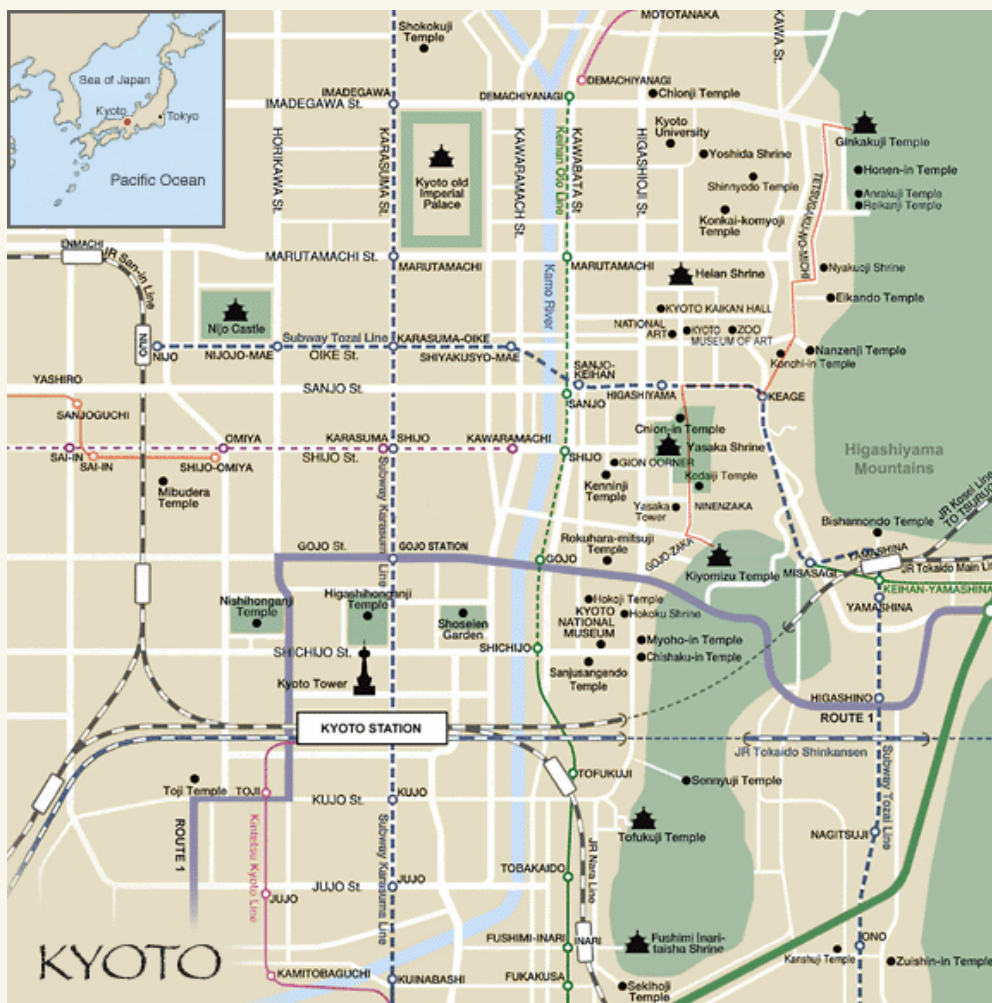 Sea of Japan
Kyoto
Tokyo
Pacific Ocean
Shokokuji
Temple
MOTOTANAKA
KAWA St.
DEMACHIYANAGI
IMADEGAWA
IMADEGAWA St.
DEMACHIYANAGI
Chionji Temple
HORIKAWA St.
KARASUMA St.
KAWARAMACH St.
Keihan Oto Line
KAWABATA St
HIGASHIOJI St.
Kyoto
University
Yoshida Shrine
Ginkakuji Temple
Kyoto old
Imperial
Palace
Shinnyodo Temple
Honen-in Temple
Anrakuji Temple
Reikanji Temple
TETSUGAKU-NO-MICHI
Konkai-komyoji
Temple
ENMACHI
JR San-in Line
MARUTAMACHI St.
MARUTAMACHI
MARUTAMACHI
Nyakuoji Shrine
Kamo River
Heian Shrine
Eikando Temple
Nijo Castle
KYOTO KAIKAN HALL
NATIONAL
ART
KYOTO
MUSEUM OF ART
ZOO
Subway Tozai Line
KARASUMA-OIKE
NIJO
NIJO
NIJOJO-MAE
OIKE St.
SHIYAKUSYO-MAE
Nanzenji Temple
Konchi-in Temple
SANJO-
KEIHAN
YASHIRO
SANJO St.
SANJO
HIGASHIYAMA
KEAGE
SANJOGUCHI
Cnion-in Temple
OMIYA
KARASUMA
SHIJO
KAWARAMACHI
Yasaka Shrine
SAI-IN
SAI-IN
SHIJO-OMIYA
SHIJO St.
SHIJO
GION CORNER
Higashiyama
Mountains
Mibudera
Temple
Kenninji
Temple
Kodaiji Temple
Subway Karasuma Line
Yasaka
Tower
NINENZAKA
JR Kosei Line
TO TSURUG
Bishamondo Temple
GOJO St.
GOJO STATION
GOJO
Rokuhara-mitsuji
Temple
GOJO-ZAKA
Kiyomizu Temple
YAMASHINA
MISASAGI
JR Tokaido Main Li
KEIHAN-YAMASHINA
YAMASHINA
Nishihonganji
Temple
Higashihonganji
Temple
Shoseien
Garden
Hokoji Temple
KYOTO
NATIONAL
MUSEUM
Hokoku Shrine
SHICHIJO St.
SHICHIJO
Myoho-in Temple
Chishaku-in Temple
Sanjusangendo
Temple
Kyoto Tower
HIGASHINO
ROUTE 1
KYOTO STATION
JR Tokaido Shinkansen
Toji Temple
TOJI
KUJO St.
KUJO
TOFUKUJI
Sennyuji Temple
Subway Tozai Line
ROUTE 1
Kintetsu Kyoto Line
Subway Karasuma Line
JR Nara Line
Tofukuji Temple
NAGITSUJI
JUJO
JUJO St.
JUJO
TOBAKAIDO
KYOTO
FUSHIMI-INARI
INARI
Fushimi Inari-
taisha Shrine
ONO
Kanshuji Temple
Zuishin-in Temple
KAMITOBAGUCHI
KUINABASHI
FUKAKUSA
Sekihoji
Temple